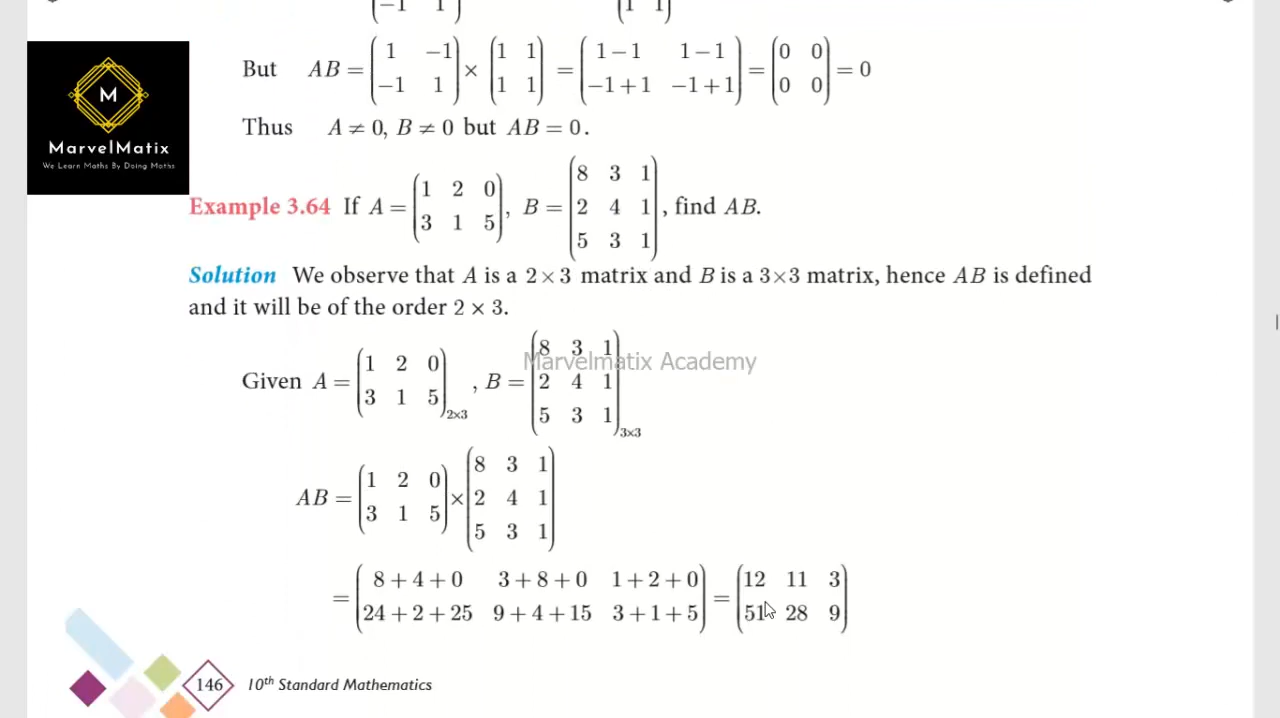 (−1 1) (1 1)
But AB = (1 −1 / −1 1) × (1 1 / 1 1) = (1−1 1−1 / −1+1 −1+1) = (0 0 / 0 0) = 0
Thus A ≠ 0, B ≠ 0 but AB = 0.
M
MarvelMatix
We Learn Maths By Doing Maths
Example 3.64 If A = (1 2 0 / 3 1 5), B = (8 3 1 / 2 4 1 / 5 3 1), find AB.
Solution We observe that A is a 2×3 matrix and B is a 3×3 matrix, hence AB is defined
and it will be of the order 2 × 3.
Given A = (1 2 0 / 3 1 5)2×3, B = (8 3 1 / 2 4 1 / 5 3 1)3×3
Marvelmatix Academy
AB = (1 2 0 / 3 1 5) × (8 3 1 / 2 4 1 / 5 3 1)
= (8+4+0 3+8+0 1+2+0 / 24+2+25 9+4+15 3+1+5) = (12 11 3 / 51 28 9)
146 10th Standard Mathematics